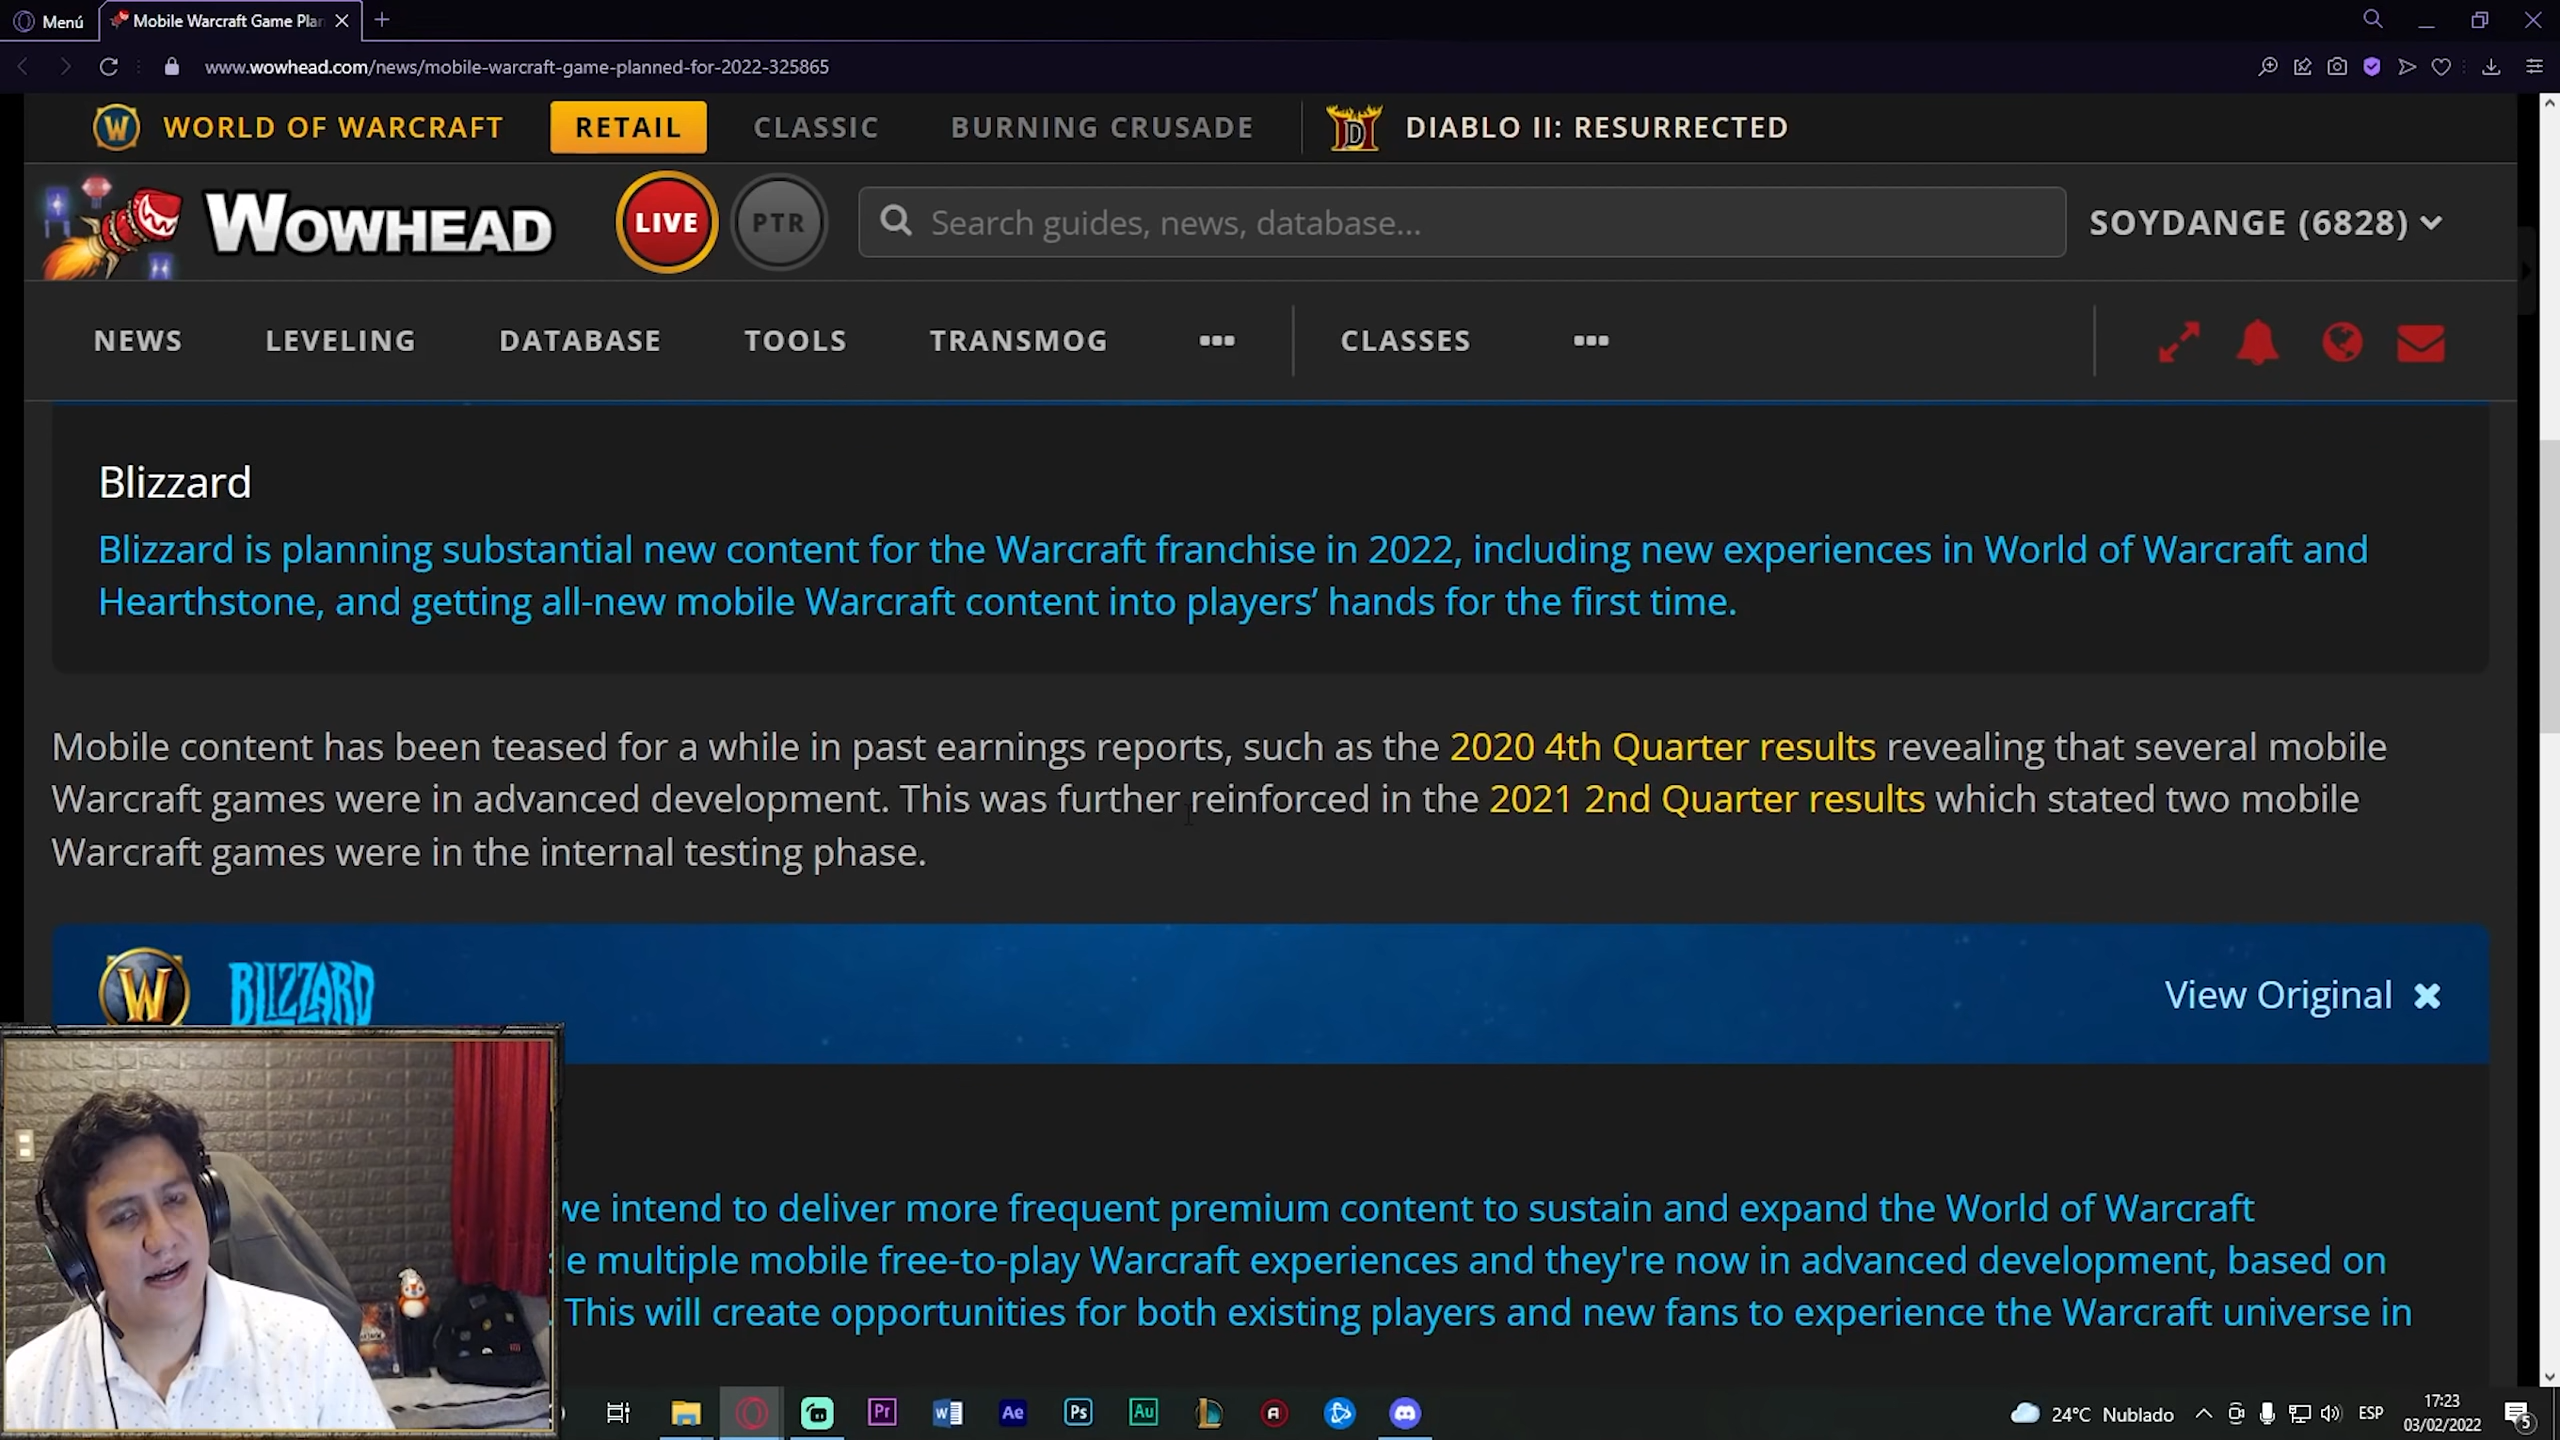 Menú
Mobile Warcraft Game Plan
www.wowhead.com/news/mobile-warcraft-game-planned-for-2022-325865
WORLD OF WARCRAFT RETAIL CLASSIC BURNING CRUSADE DIABLO II: RESURRECTED
WOWHEAD LIVE PTR Search guides, news, database... SOYDANGE (6828)
NEWS LEVELING DATABASE TOOLS TRANSMOG ••• CLASSES •••
Blizzard
Blizzard is planning substantial new content for the Warcraft franchise in 2022, including new experiences in World of Warcraft and
Hearthstone, and getting all-new mobile Warcraft content into players’ hands for the first time.
Mobile content has been teased for a while in past earnings reports, such as the 2020 4th Quarter results revealing that several mobile
Warcraft games were in advanced development. This was further reinforced in the 2021 2nd Quarter results which stated two mobile
Warcraft games were in the internal testing phase.
W BLIZZARD View Original
we intend to deliver more frequent premium content to sustain and expand the World of Warcraft
multiple mobile free-to-play Warcraft experiences and they're now in advanced development, based on
This will create opportunities for both existing players and new fans to experience the Warcraft universe in
Pr W Ae Ps Au 24°C Nublado ESP 17:23
03/02/2022 5